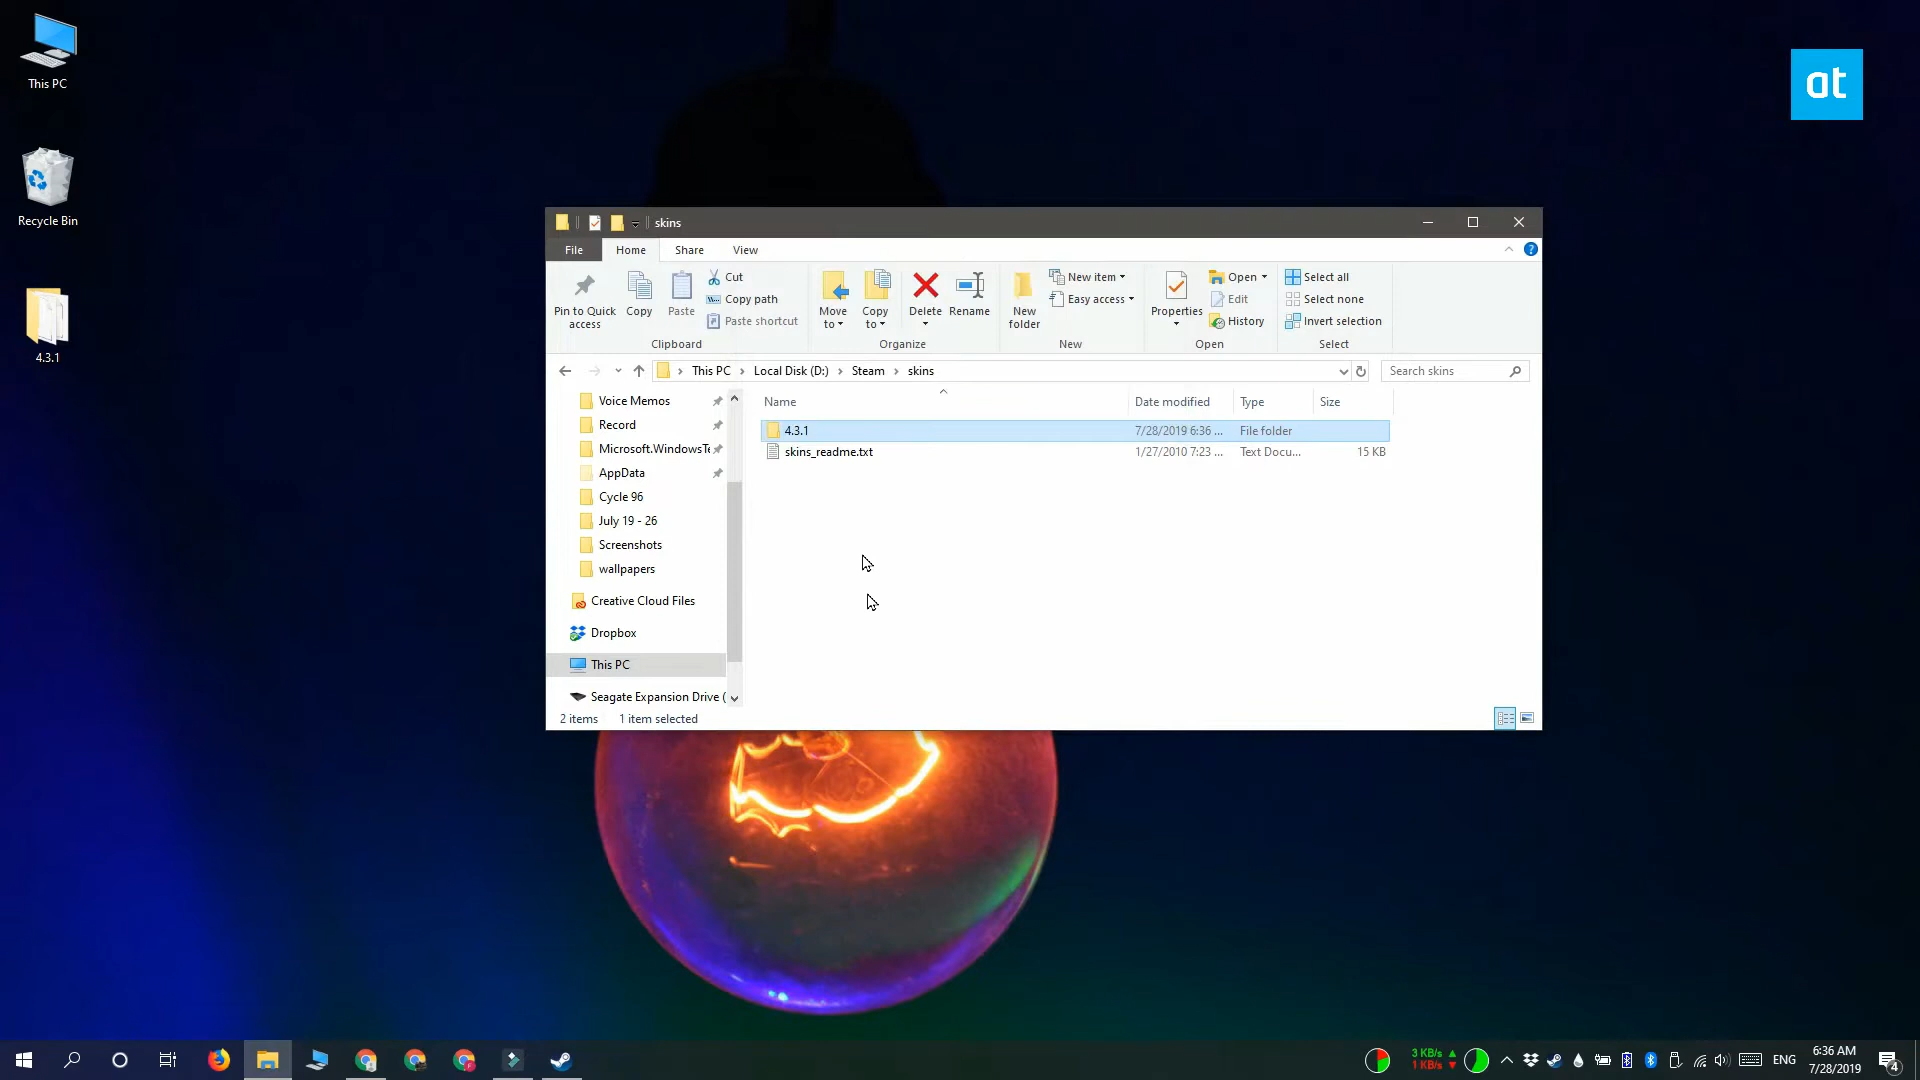 This PC
Recycle Bin
4.3.1
at
skins
File Home Share View
Pin to Quick access
Copy
Paste
Cut
Copy path
Paste shortcut
Clipboard
Move to
Copy to
Delete
Rename
Organize
New folder
New item
Easy access
New
Properties
Open
Edit
History
Open
Select all
Select none
Invert selection
Select
This PC Local Disk (D:) Steam skins
Search skins
Voice Memos
Record
Microsoft.WindowsTe
AppData
Cycle 96
July 19 - 26
Screenshots
wallpapers
Creative Cloud Files
Dropbox
This PC
Seagate Expansion Drive (
Name Date modified Type Size
4.3.1 7/28/2019 6:36 ... File folder
skins_readme.txt 1/27/2010 7:23 ... Text Docu... 15 KB
2 items 1 item selected
3 KB/s
1 KB/s
ENG
6:36 AM
7/28/2019
4